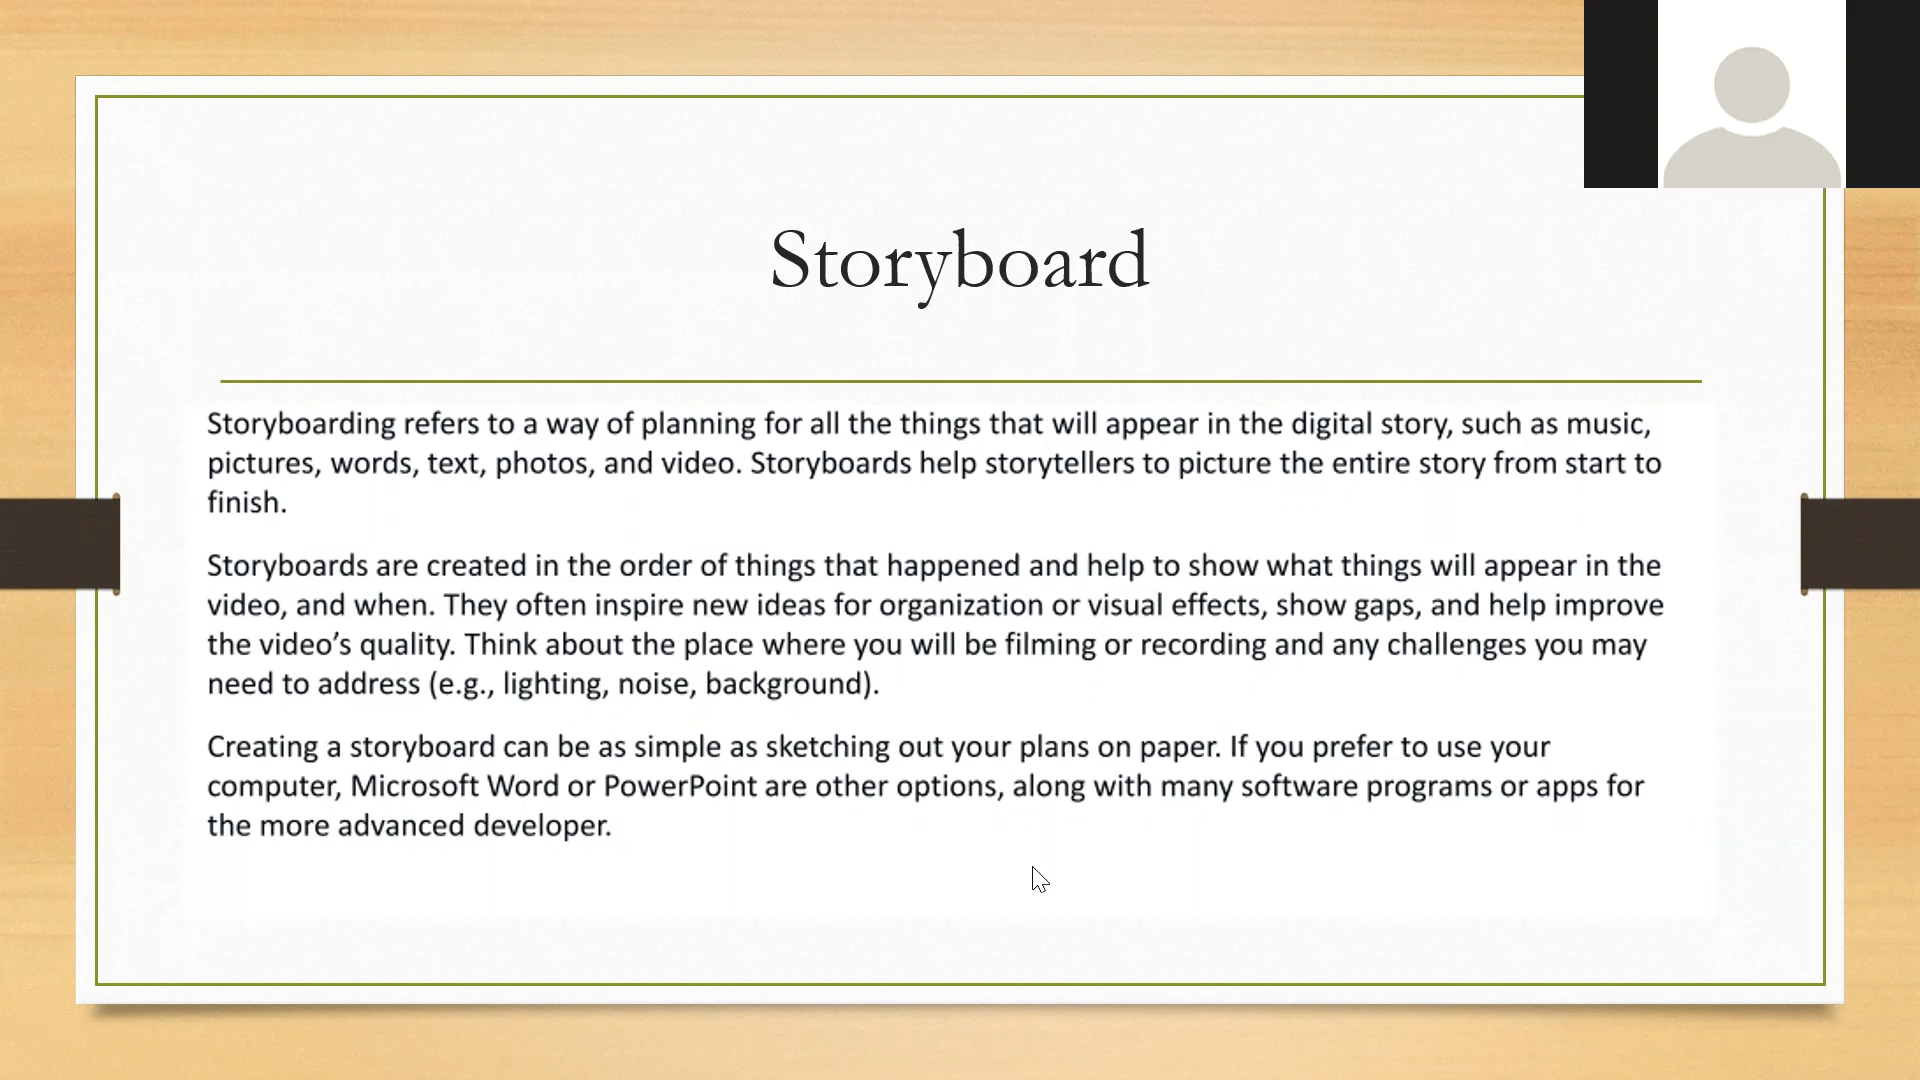 Storyboard
Storyboarding refers to a way of planning for all the things that will appear in the digital story, such as music,
pictures, words, text, photos, and video. Storyboards help storytellers to picture the entire story from start to
finish.
Storyboards are created in the order of things that happened and help to show what things will appear in the
video, and when. They often inspire new ideas for organization or visual effects, show gaps, and help improve
the video’s quality. Think about the place where you will be filming or recording and any challenges you may
need to address (e.g., lighting, noise, background).
Creating a storyboard can be as simple as sketching out your plans on paper. If you prefer to use your
computer, Microsoft Word or PowerPoint are other options, along with many software programs or apps for
the more advanced developer.